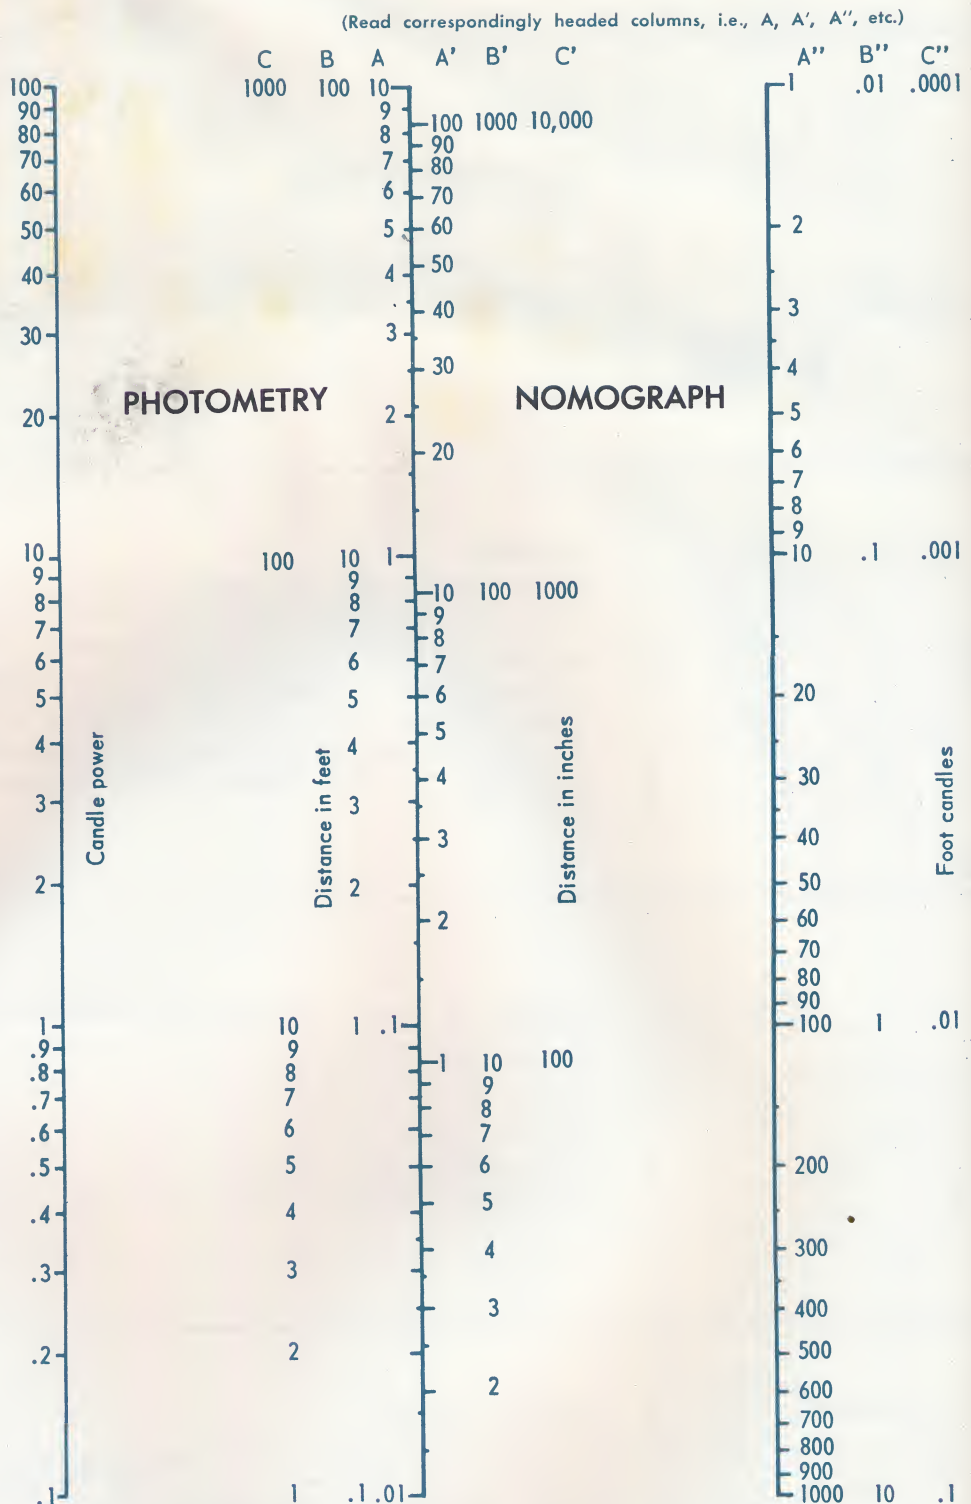 (Read correspondingly headed columns, i.e., A, A', A'', etc.)
C B A A' B' C' A'' B'' C''
100 1000 100 10 1 .01 .0001
90 9
80 8 100 1000 10,000
90
70 7 80
60 6 70
50 5 60 2
40 4 50
30 3 40 3
30 4
PHOTOMETRY NOMOGRAPH
20 2 5
20 6
7
8
9
10 100 10 1 10 .1 .001
9 9
8 8 10 100 1000
9
7 7 8
6 6 7
5 5 6 20
4 4 5
Candle power
Distance in feet
Distance in inches
Foot candles
4 30
3 3
3 40
2 2 50
2 60
70
80
90
1 10 1 .1 100 1 .01
.9 9
.8 8 1 10 100
9
.7 7 8
.6 6 7
.5 5 6 200
.4 4 5
4 300
.3 3
3 400
.2 2 500
2 600
700
800
900
.1 1 .1 .01 1000 10 .1